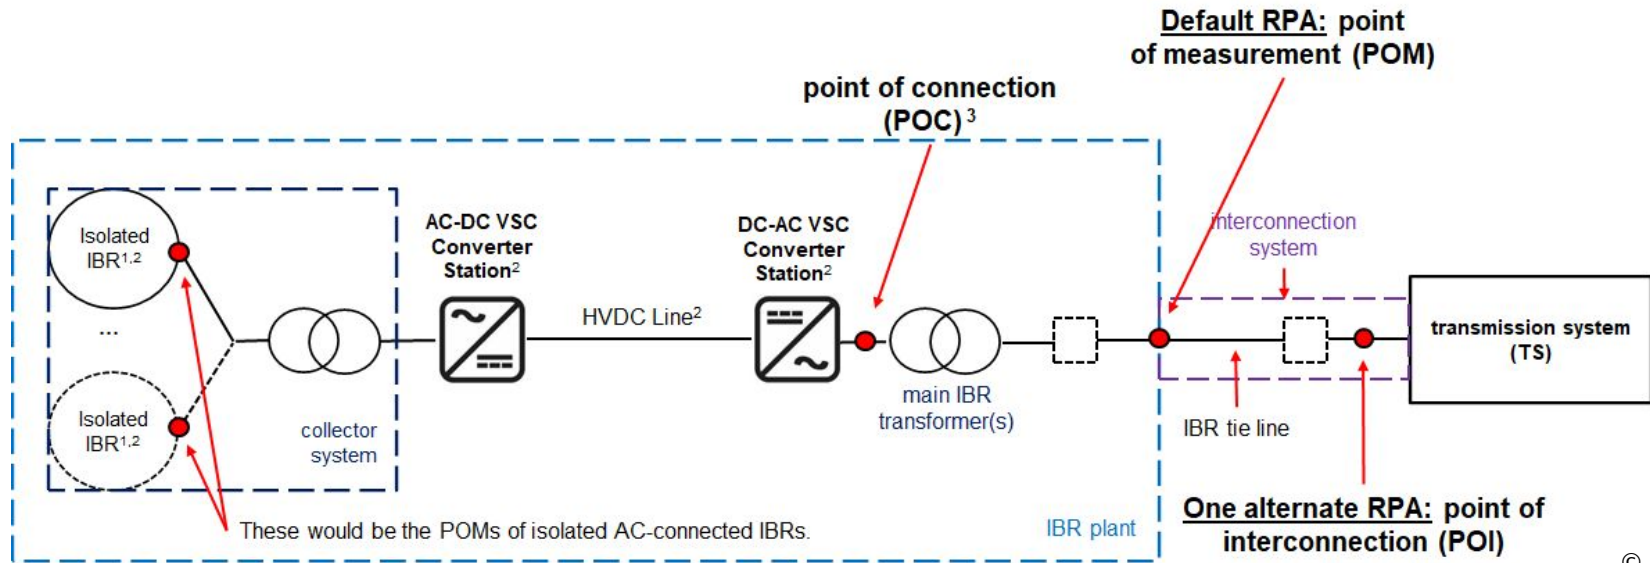 Default RPA: point
of measurement (POM)
point of connection
(POC) ³
Isolated
IBR¹,²
...
Isolated
IBR¹,²
collector
system
AC-DC VSC
Converter
Station²
HVDC Line²
DC-AC VSC
Converter
Station²
main IBR
transformer(s)
interconnection
system
IBR tie line
transmission system
(TS)
These would be the POMs of isolated AC-connected IBRs.
IBR plant
One alternate RPA: point of
interconnection (POI)
©